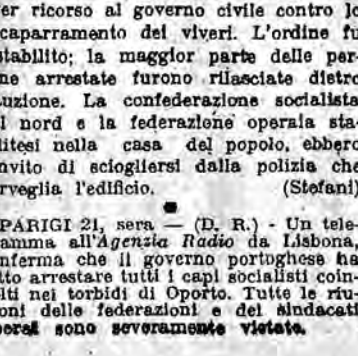 er ricorso al governo civile contro lo
caparramento dei viveri. L'ordine fu
stabilito; la maggior parte delle per-
ne arrestate furono rilasciate dietro
uzione. La confederazione socialista
l nord e la federazione operaia sta-
litesi nella casa del popolo, ebbero
nvito di sciogliersi dalla polizia che
rveglia l'edificio. (Stefani)
PARIGI 21, sera — (D. R.) - Un tele-
amma all'Agenzia Radio da Lisbona,
nferma che il governo portoghese ha
tto arrestare tutti i capi socialisti coin-
lti nei torbidi di Oporto. Tutte le riu-
oni delle federazioni e dei sindacati
perai sono severamente vietate.